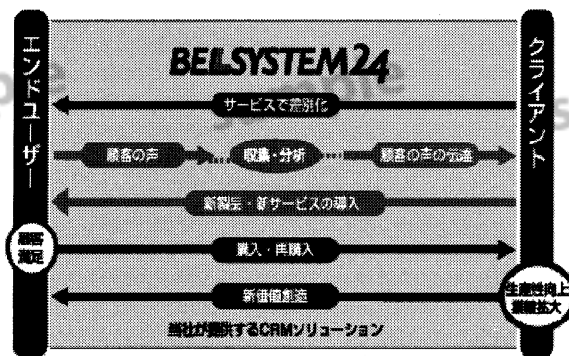 BELLSYSTEM24
エンドユーザー
クライアント
サービスで差別化
顧客の声
収集・分析
顧客の声の伝達
新製品・新サービスの導入
購入・再購入
顧客
満足
新価値創造
生産性向上
業績拡大
当社が提供するCRMソリューション